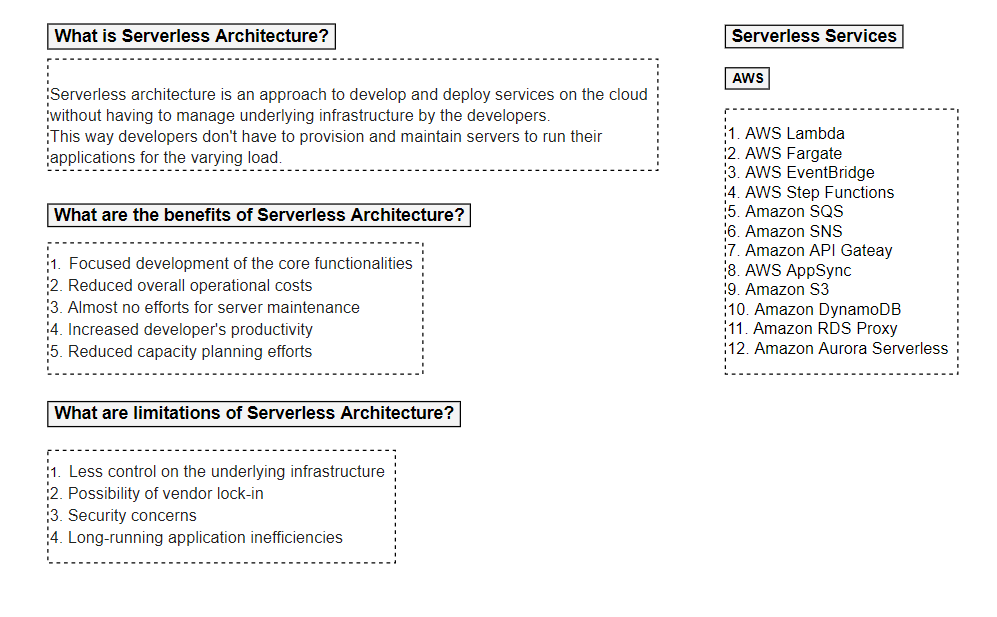 What is Serverless Architecture?
Serverless architecture is an approach to develop and deploy services on the cloud
without having to manage underlying infrastructure by the developers.
This way developers don't have to provision and maintain servers to run their
applications for the varying load.
What are the benefits of Serverless Architecture?
1. Focused development of the core functionalities
2. Reduced overall operational costs
3. Almost no efforts for server maintenance
4. Increased developer's productivity
5. Reduced capacity planning efforts
What are limitations of Serverless Architecture?
1. Less control on the underlying infrastructure
2. Possibility of vendor lock-in
3. Security concerns
4. Long-running application inefficiencies
Serverless Services
AWS
1. AWS Lambda
2. AWS Fargate
3. AWS EventBridge
4. AWS Step Functions
5. Amazon SQS
6. Amazon SNS
7. Amazon API Gateay
8. AWS AppSync
9. Amazon S3
10. Amazon DynamoDB
11. Amazon RDS Proxy
12. Amazon Aurora Serverless